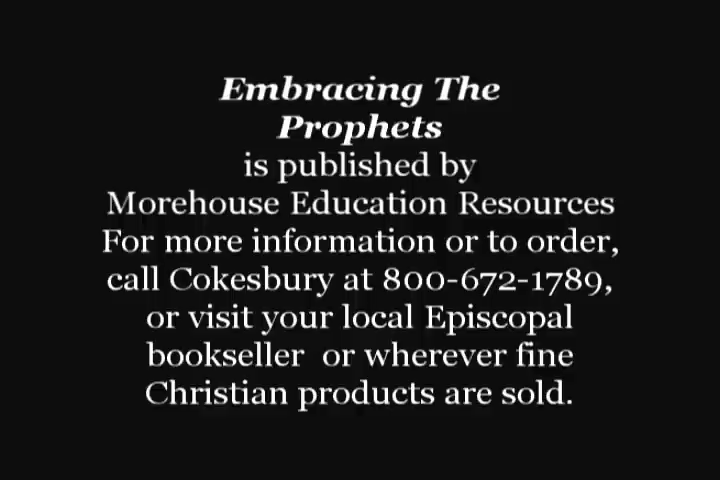 Embracing The
Prophets
is published by
Morehouse Education Resources
For more information or to order,
call Cokesbury at 800-672-1789,
or visit your local Episcopal
bookseller  or wherever fine
Christian products are sold.